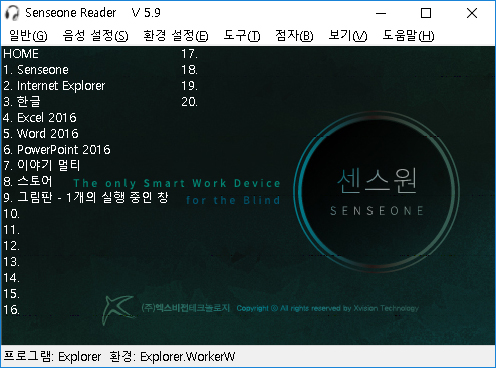 Senseone Reader V 5.9
일반(G) 음성 설정(S) 환경 설정(E) 도구(T) 점자(B) 보기(V) 도움말(H)
HOME 17.
1. Senseone 18.
2. Internet Explorer 19.
3. 한글 20.
4. Excel 2016
5. Word 2016
6. PowerPoint 2016
7. 이야기 멀티
8. 스토어
9. 그림판 - 1개의 실행 중인 창
10.
11.
12.
13.
14.
15.
16.
The only Smart Work Device
for the Blind
센스원
SENSEONE
(주)엑스비전테크놀로지 Copyright ⓒ All rights reserved by Xvision Technology
프로그램: Explorer 환경: Explorer.WorkerW